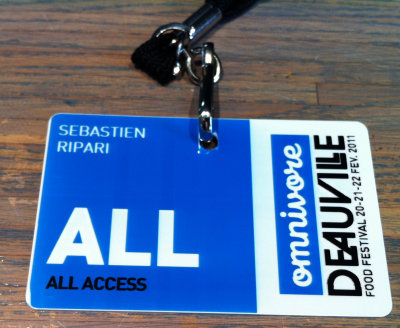 SEBASTIEN
RIPARI
ALL
ALL ACCESS
omnivore
DEAUVILLE
FOOD FESTIVAL 20-21-22 FEV. 2011